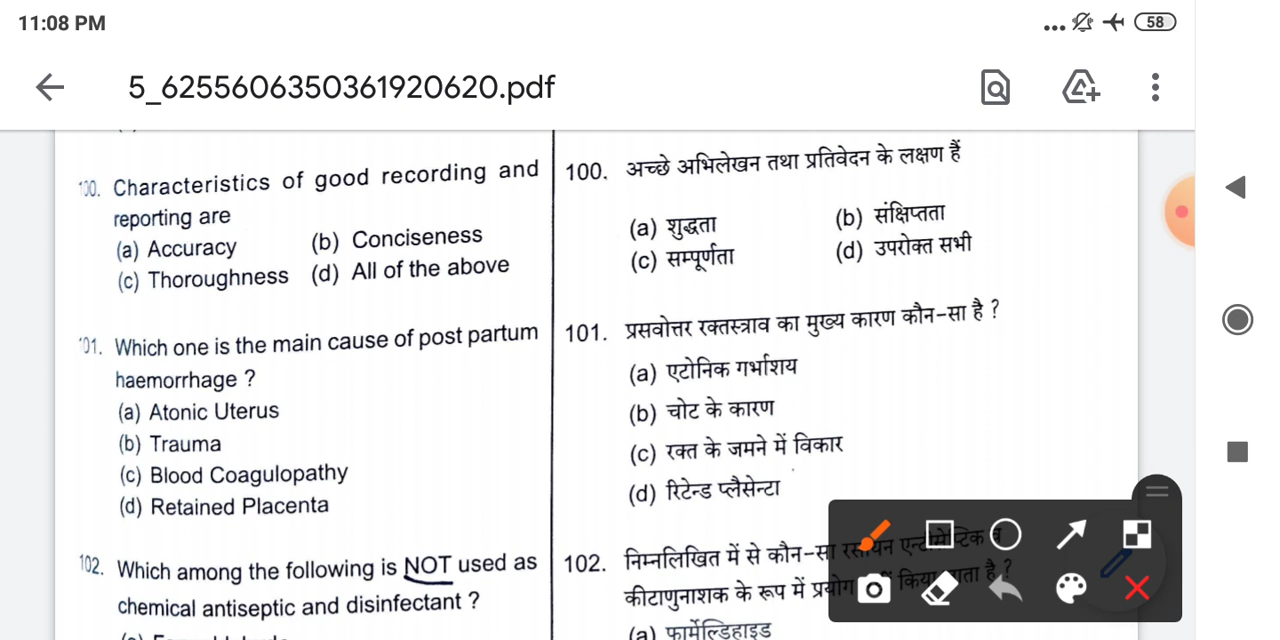 11:08 PM
58
5_6255606350361920620.pdf
100. Characteristics of good recording and
reporting are
(a) Accuracy (b) Conciseness
(c) Thoroughness (d) All of the above
101. Which one is the main cause of post partum
haemorrhage ?
(a) Atonic Uterus
(b) Trauma
(c) Blood Coagulopathy
(d) Retained Placenta
102. Which among the following is NOT used as
chemical antiseptic and disinfectant ?
100. अच्छे अभिलेखन तथा प्रतिवेदन के लक्षण हैं
(a) शुद्धता (b) संक्षिप्तता
(c) सम्पूर्णता (d) उपरोक्त सभी
101. प्रसवोत्तर रक्तस्त्राव का मुख्य कारण कौन-सा है ?
(a) एटोनिक गर्भाशय
(b) चोट के कारण
(c) रक्त के जमने में विकार
(d) रिटेन्ड प्लैसेन्टा
102. निम्नलिखित में से कौन-सा रसायन
कीटाणुनाशक के रूप में प्रयोग किया जाता है ?
(a) फार्मेल्डिहाइड